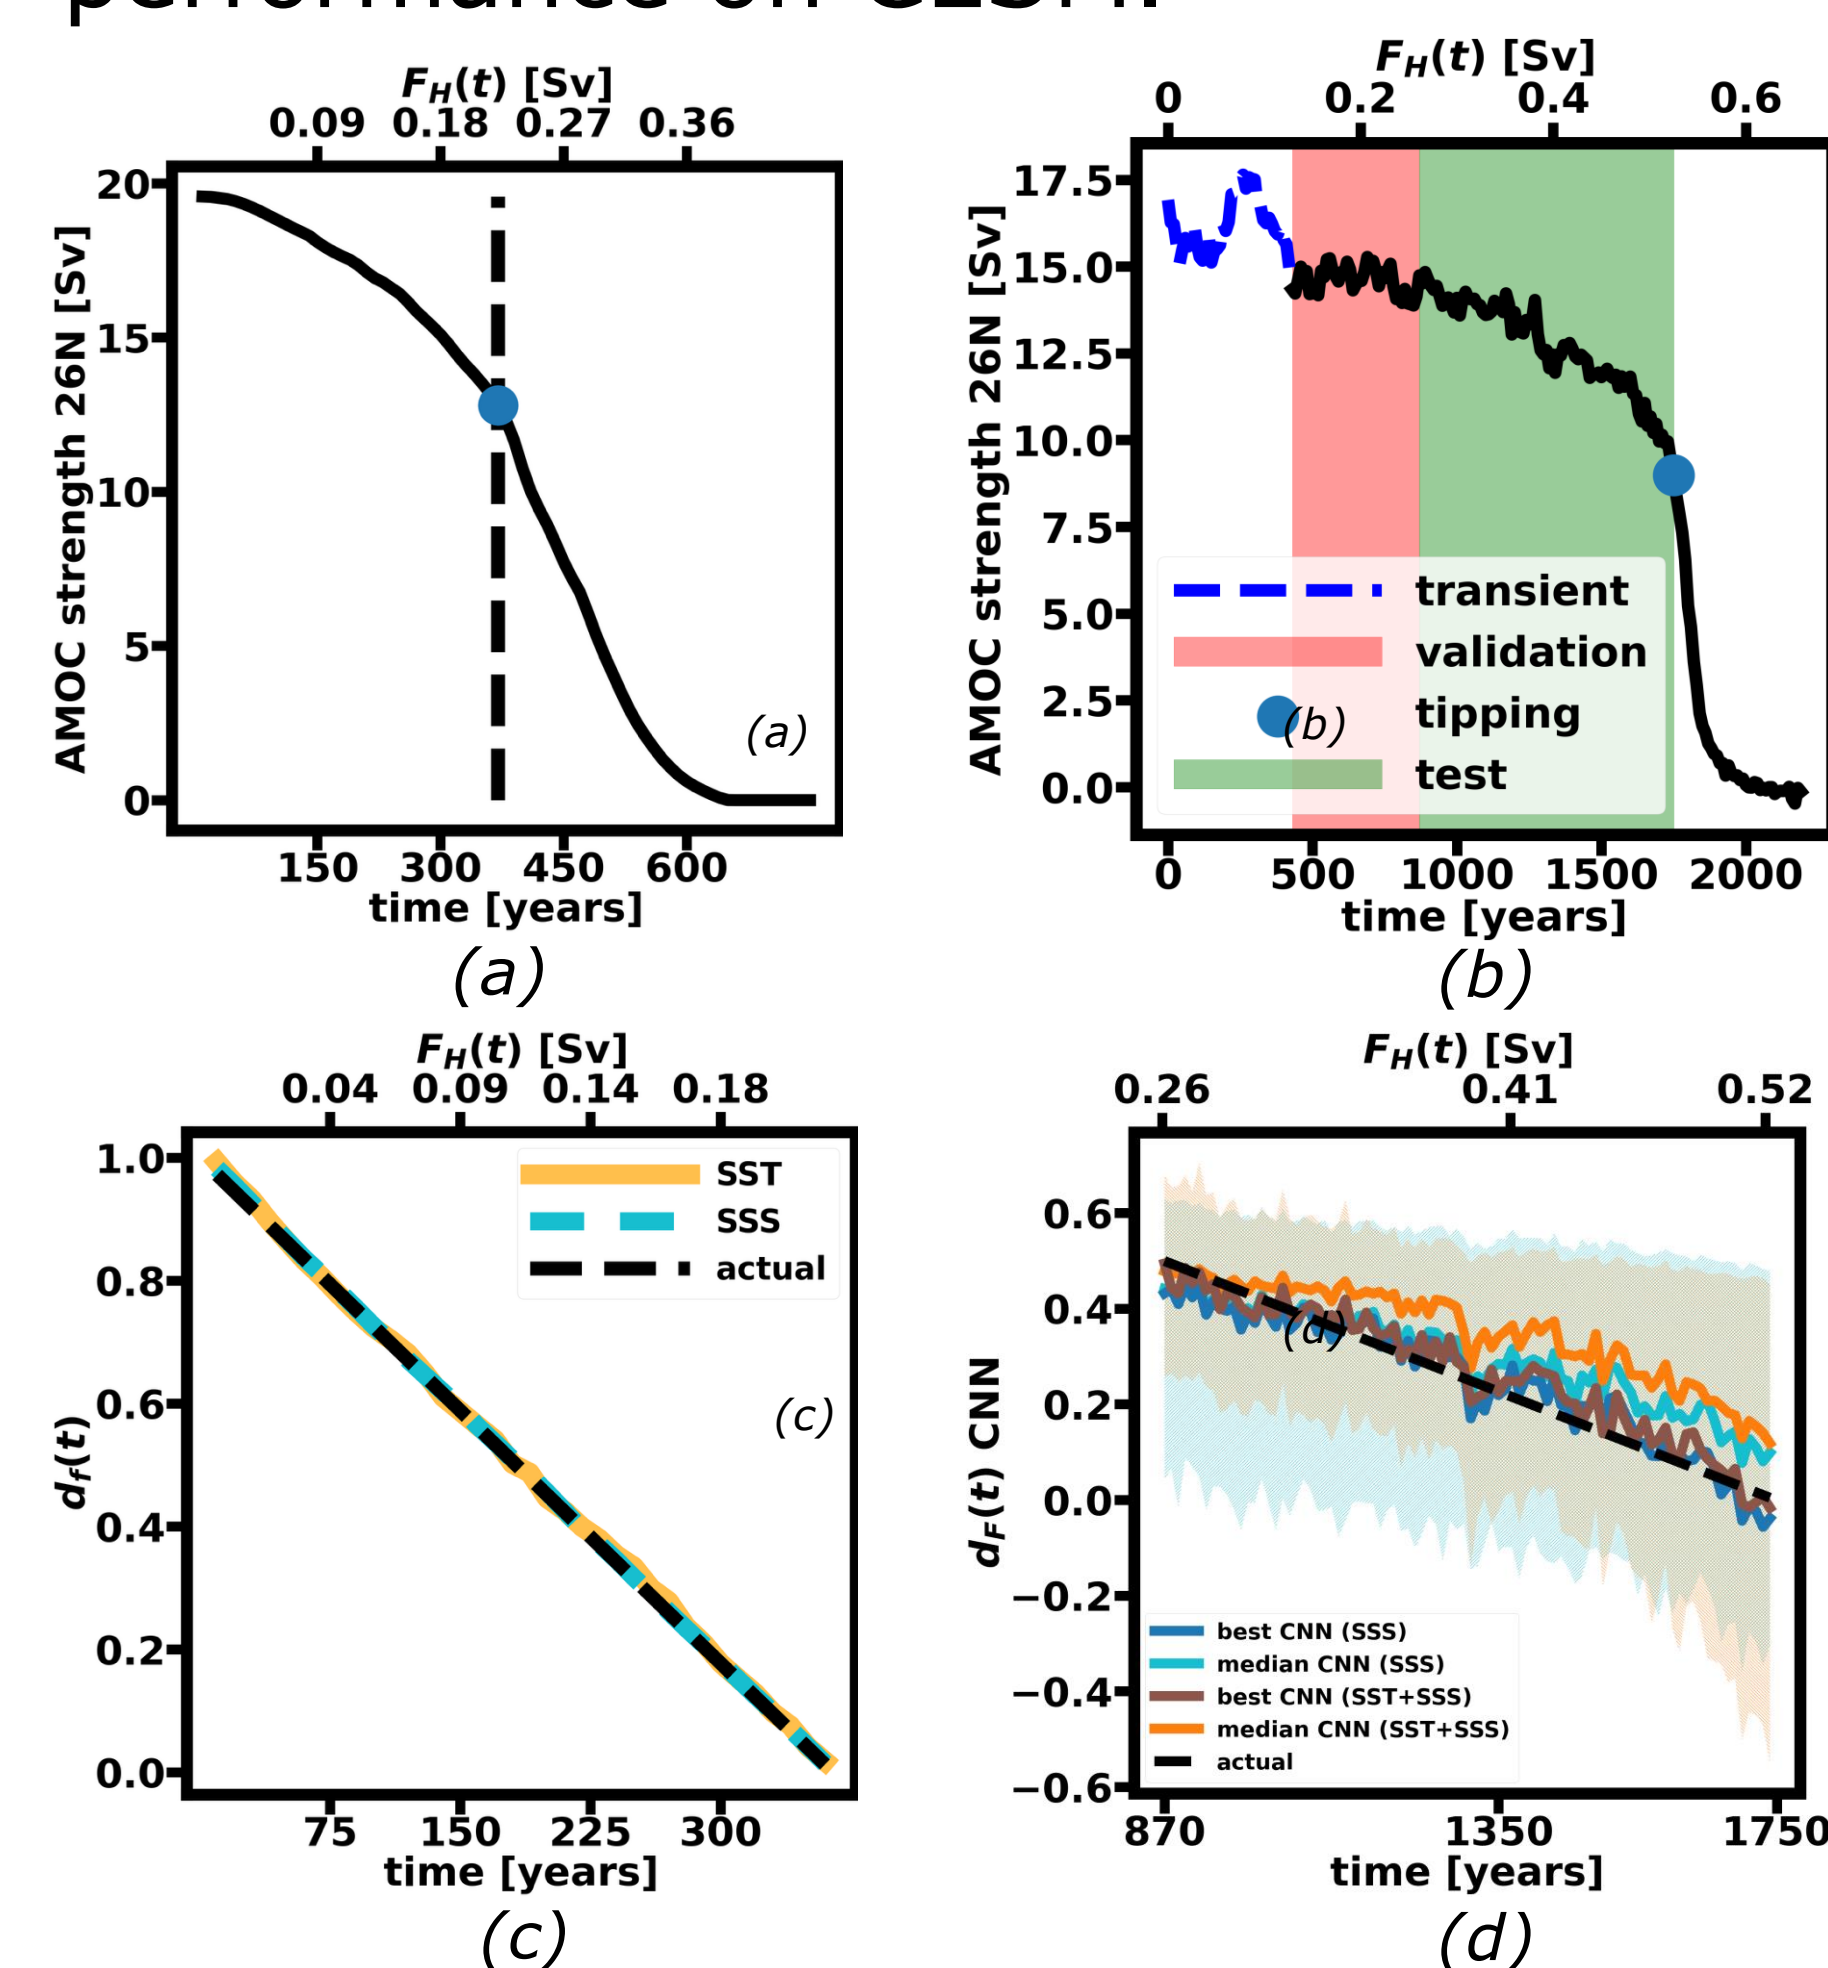 performance on CESM.
F_H(t) [Sv]
0.09 0.18 0.27 0.36
AMOC strength 26N [Sv]
20
15
10
5
0
(a)
150 300 450 600
time [years]
(a)
F_H(t) [Sv]
0 0.2 0.4 0.6
AMOC strength 26N [Sv]
17.5
15.0
12.5
10.0
7.5
5.0
2.5
0.0
transient
validation
tipping
test
(b)
0 500 1000 1500 2000
time [years]
(b)
F_H(t) [Sv]
0.04 0.09 0.14 0.18
d_f(t)
1.0
0.8
0.6
0.4
0.2
0.0
SST
SSS
actual
(c)
75 150 225 300
time [years]
(c)
F_H(t) [Sv]
0.26 0.41 0.52
d_F(t) CNN
0.6
0.4
0.2
0.0
−0.2
−0.4
−0.6
(d)
best CNN (SSS)
median CNN (SSS)
best CNN (SST+SSS)
median CNN (SST+SSS)
actual
870 1350 1750
time [years]
(d)